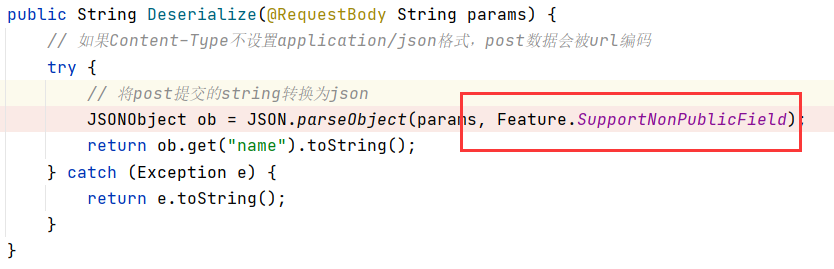 public String Deserialize(@RequestBody String params) {
// 如果Content-Type不设置application/json格式，post数据会被url编码
try {
// 将post提交的string转换为json
JSONObject ob = JSON.parseObject(params, Feature.SupportNonPublicField);
return ob.get("name").toString();
} catch (Exception e) {
return e.toString();
}
}